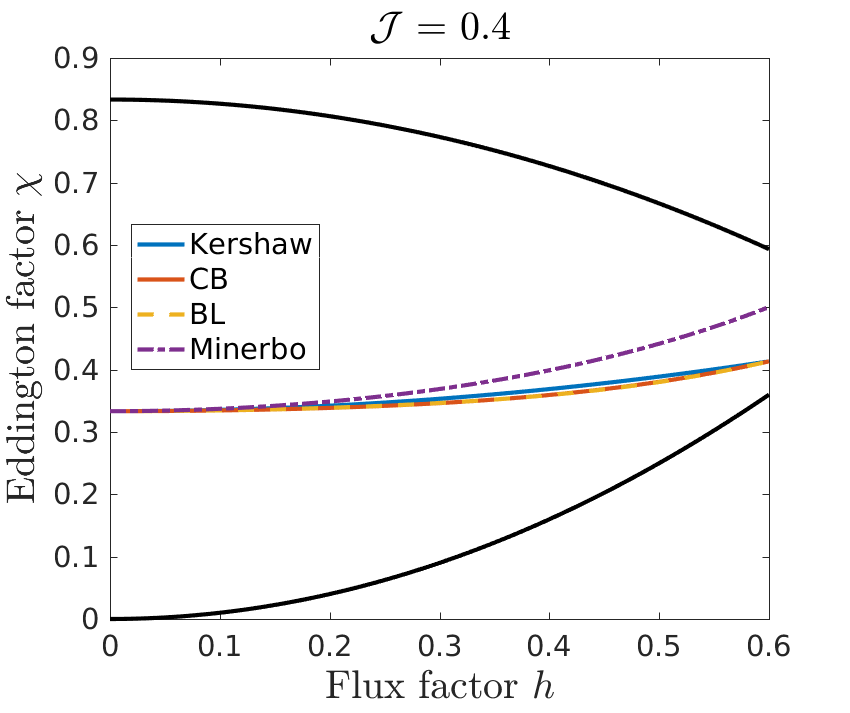 𝒥 = 0.4
Eddington factor χ
0.9
0.8
0.7
0.6
0.5
0.4
0.3
0.2
0.1
0
Kershaw
CB
BL
Minerbo
0 0.1 0.2 0.3 0.4 0.5 0.6
Flux factor h